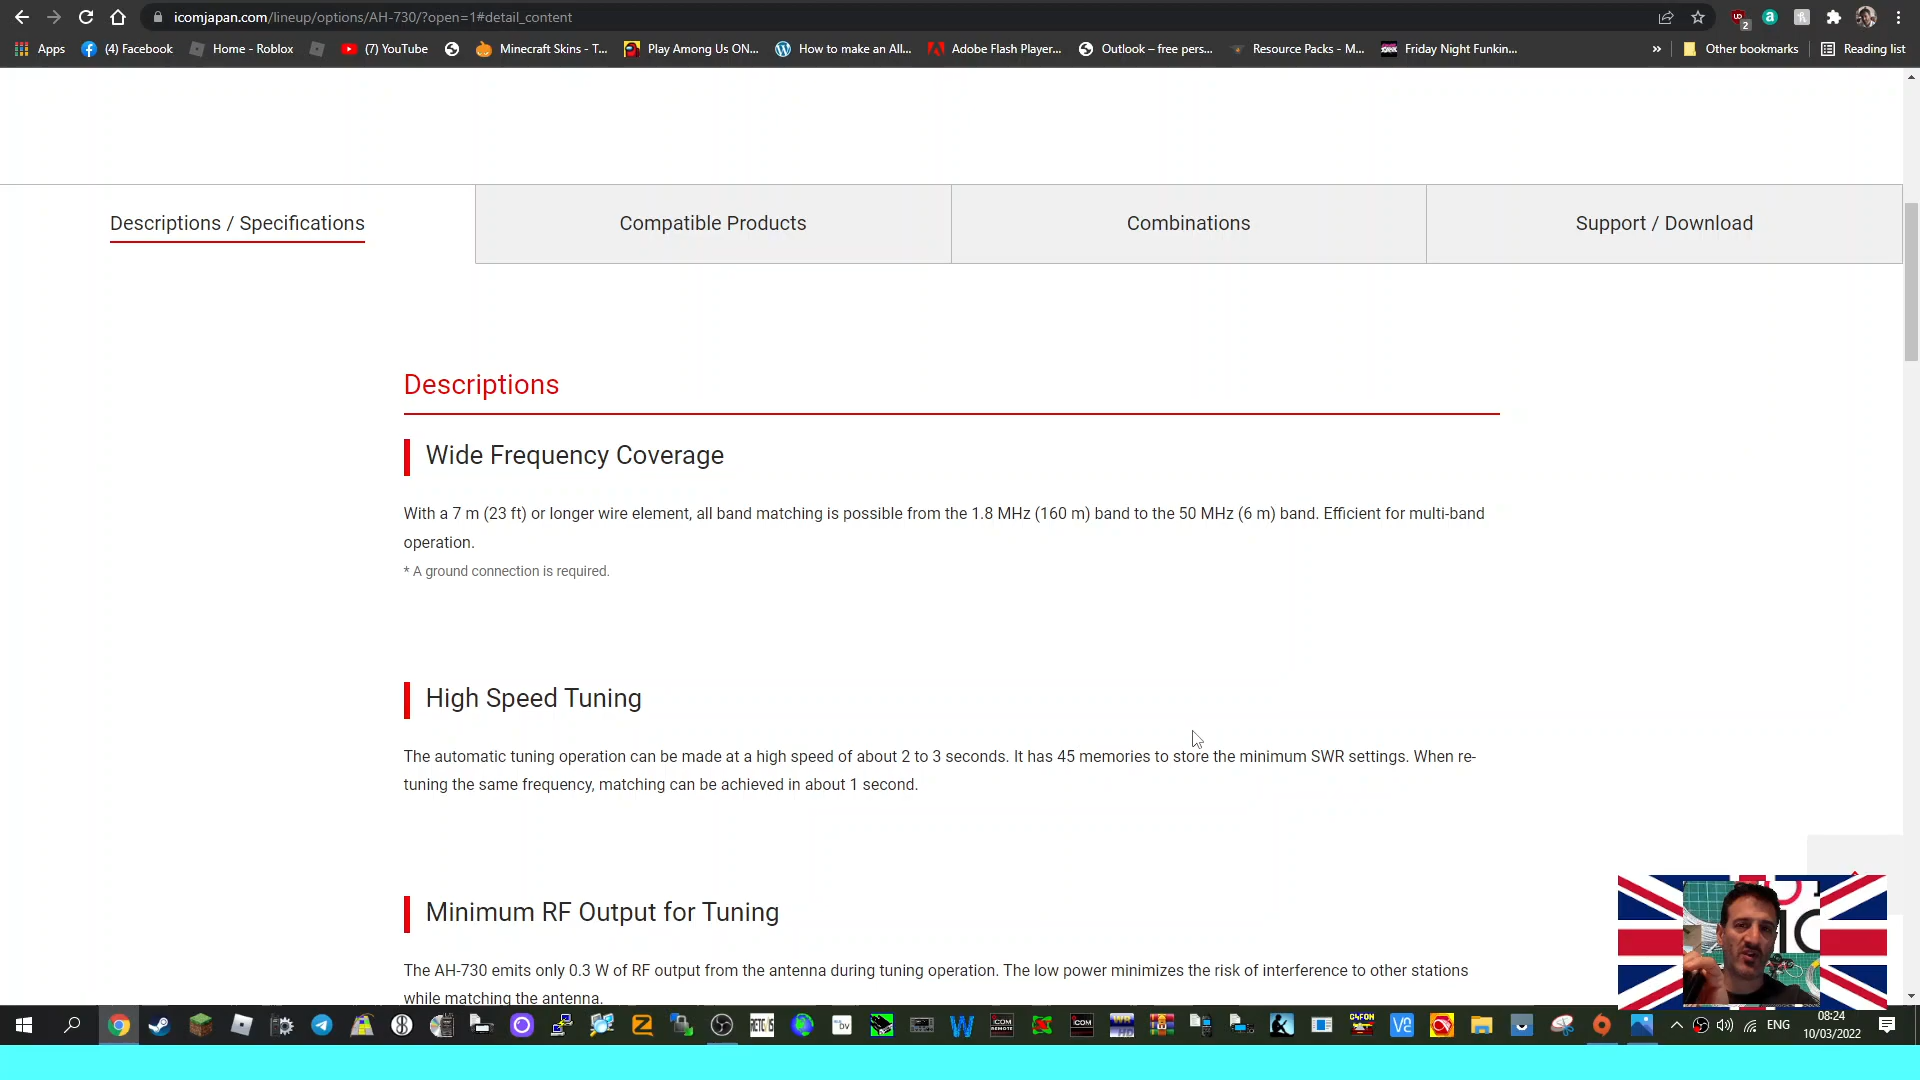 icomjapan.com/lineup/options/AH-730/?open=1#detail_content
Apps
(4) Facebook
Home - Roblox
(7) YouTube
Minecraft Skins - T...
Play Among Us ON...
How to make an All...
Adobe Flash Player...
Outlook – free pers...
Resource Packs - M...
Friday Night Funkin...
»
Other bookmarks
Reading list
Descriptions / Specifications
Compatible Products
Combinations
Support / Download
Descriptions
Wide Frequency Coverage
With a 7 m (23 ft) or longer wire element, all band matching is possible from the 1.8 MHz (160 m) band to the 50 MHz (6 m) band. Efficient for multi-band
operation.
* A ground connection is required.
High Speed Tuning
The automatic tuning operation can be made at a high speed of about 2 to 3 seconds. It has 45 memories to store the minimum SWR settings. When re-
tuning the same frequency, matching can be achieved in about 1 second.
Minimum RF Output for Tuning
The AH-730 emits only 0.3 W of RF output from the antenna during tuning operation. The low power minimizes the risk of interference to other stations
while matching the antenna.
ENG
08:24
10/03/2022